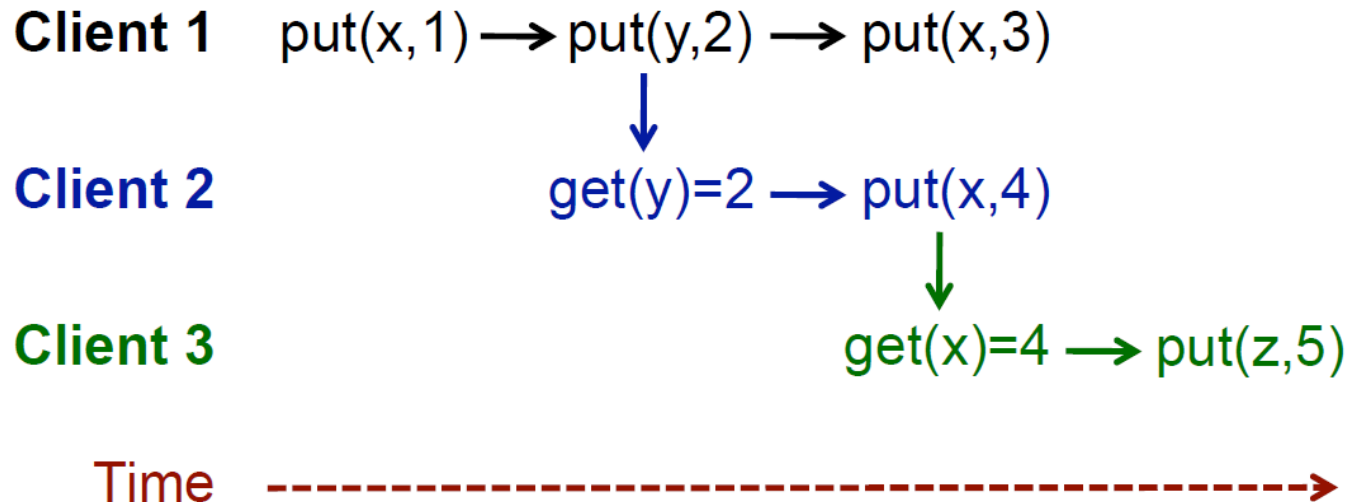 Client 1 put(x,1) put(y,2) put(x,3)
Client 2 get(y)=2 put(x,4)
Client 3 get(x)=4 put(z,5)
Time